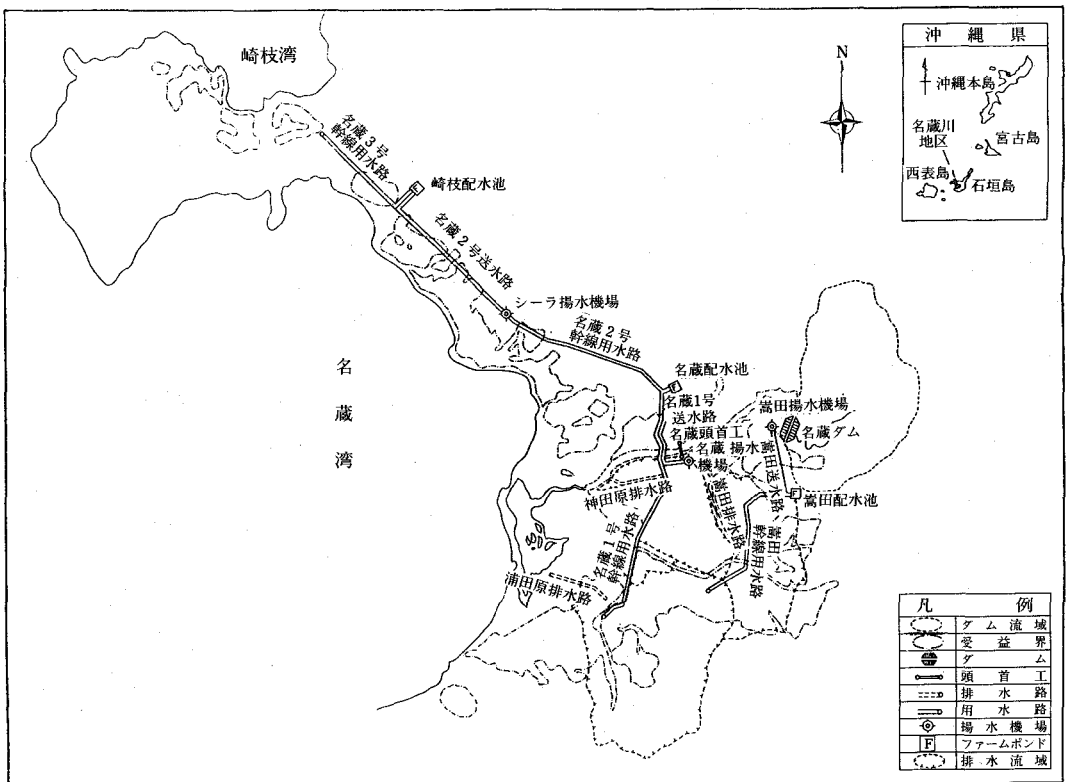 崎枝湾
名蔵3号
幹線用水路
崎枝配水池
名蔵2号送水路
シーラ揚水機場
名蔵2号
幹線用水路
名蔵配水池
名蔵1号
送水路
名蔵頭首工
名蔵揚水
機場
嵩田揚水機場
名蔵ダム
嵩田送水路
嵩田配水池
嵩田排水路
嵩田
幹線用水路
神田原排水路
名蔵1号
幹線用水路
浦田原排水路
名蔵湾
N
沖縄県
沖縄本島
名蔵川
地区
宮古島
西表島
石垣島
凡例
ダム流域
受益界
ダム
頭首工
排水路
用水路
揚水機場
F ファームポンド
排水流域